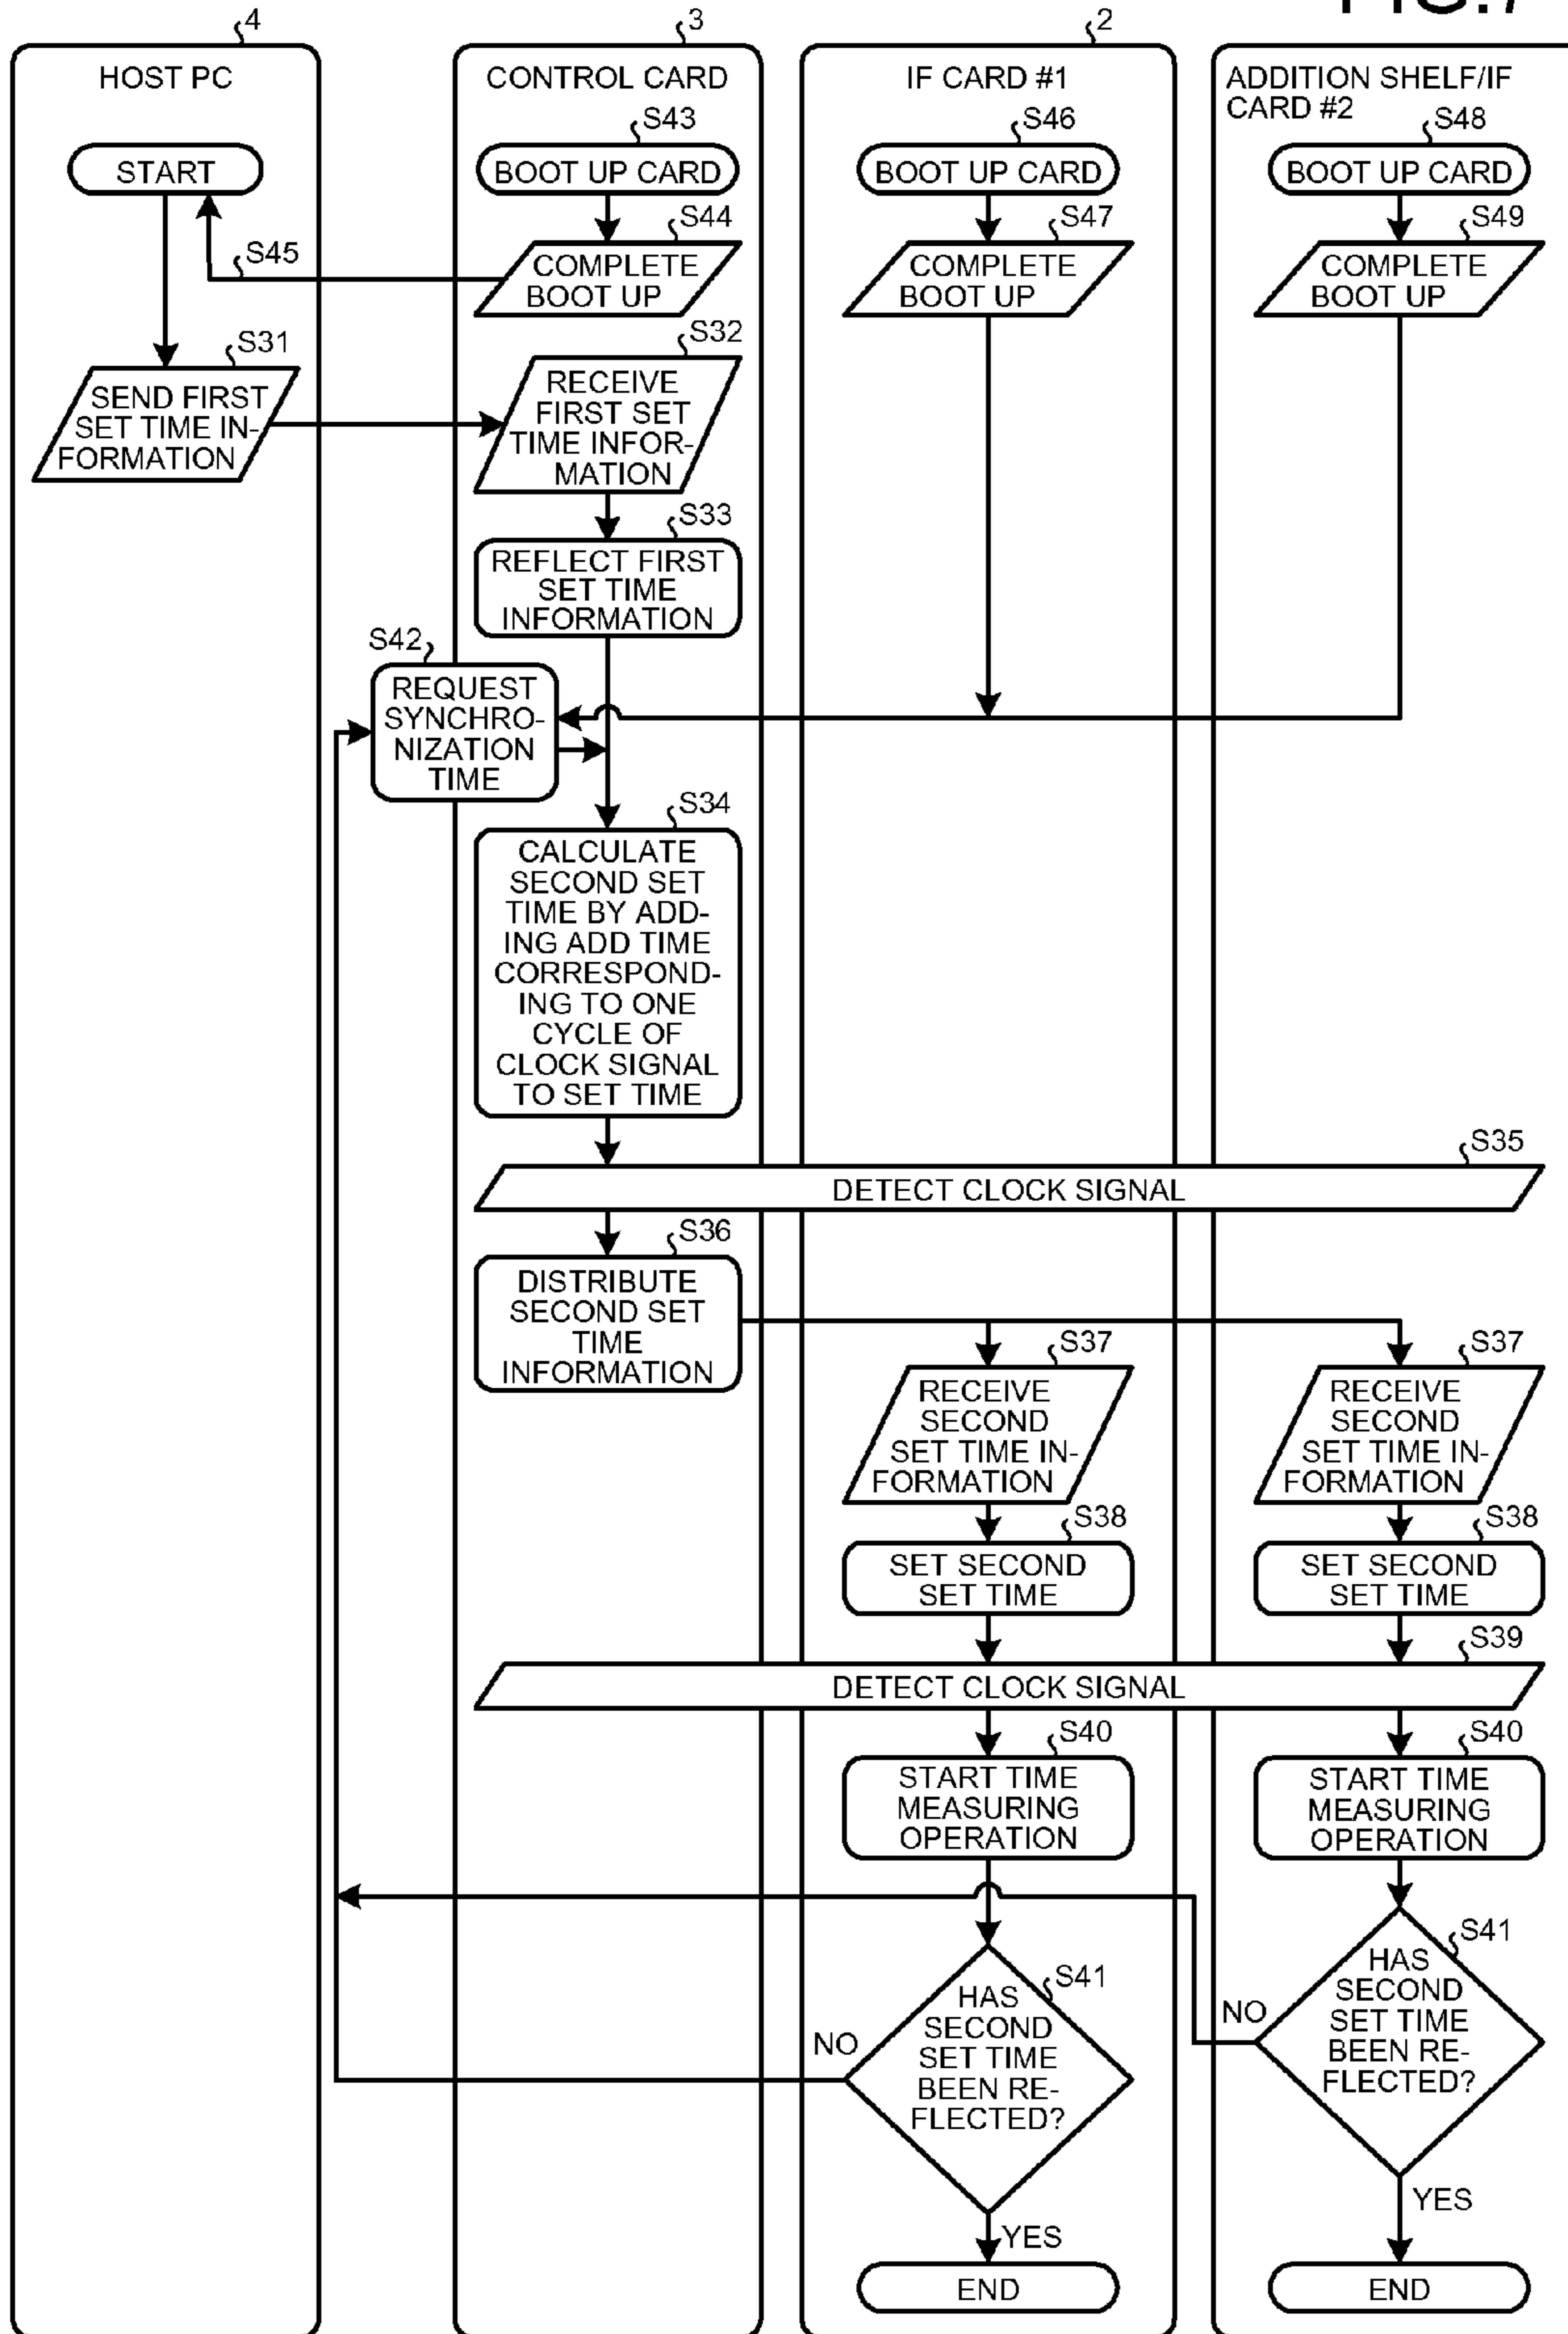 FIG.7
4
HOST PC
START
S45
S31
SEND FIRST
SET TIME IN-
FORMATION
3
CONTROL CARD
S43
BOOT UP CARD
S44
COMPLETE
BOOT UP
S32
RECEIVE
FIRST SET
TIME INFOR-
MATION
S33
REFLECT FIRST
SET TIME
INFORMATION
S42
REQUEST
SYNCHRO-
NIZATION
TIME
S34
CALCULATE
SECOND SET
TIME BY ADD-
ING ADD TIME
CORRESPOND-
ING TO ONE
CYCLE OF
CLOCK SIGNAL
TO SET TIME
S35
DETECT CLOCK SIGNAL
S36
DISTRIBUTE
SECOND SET
TIME
INFORMATION
2
IF CARD #1
S46
BOOT UP CARD
S47
COMPLETE
BOOT UP
S37
RECEIVE
SECOND
SET TIME IN-
FORMATION
S38
SET SECOND
SET TIME
S39
DETECT CLOCK SIGNAL
S40
START TIME
MEASURING
OPERATION
S41
HAS
SECOND
SET TIME
BEEN RE-
FLECTED?
NO
YES
END
ADDITION SHELF/IF
CARD #2
S48
BOOT UP CARD
S49
COMPLETE
BOOT UP
S37
RECEIVE
SECOND
SET TIME IN-
FORMATION
S38
SET SECOND
SET TIME
S40
START TIME
MEASURING
OPERATION
S41
HAS
SECOND
SET TIME
BEEN RE-
FLECTED?
NO
YES
END